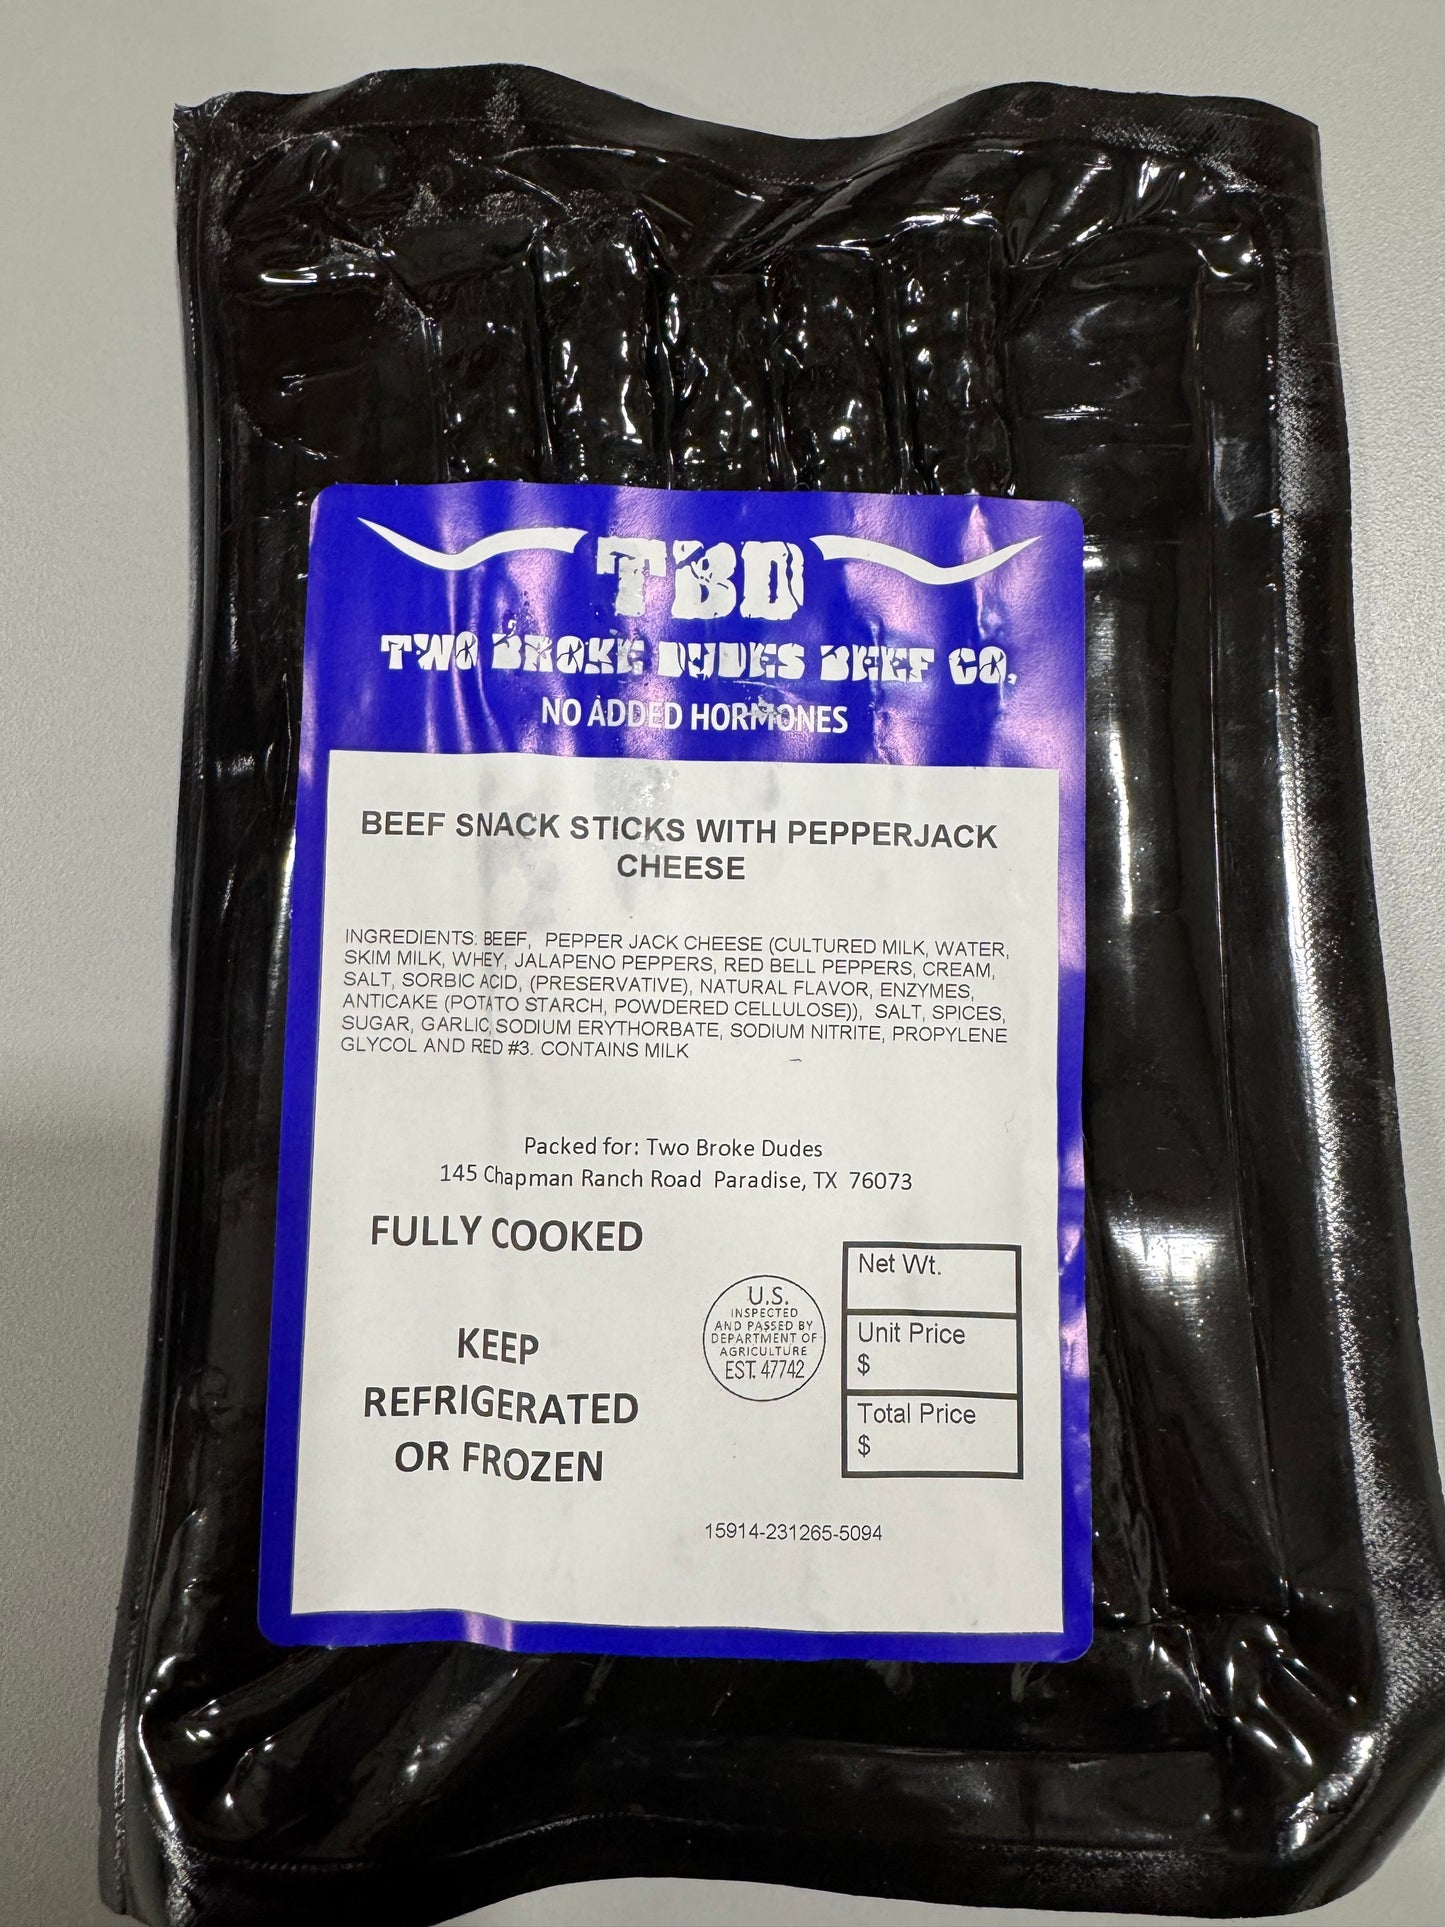 TBD
TWO BROKE DUDES BEEF CO.
NO ADDED HORMONES
BEEF SNACK STICKS WITH PEPPERJACK
CHEESE
INGREDIENTS: BEEF, PEPPER JACK CHEESE (CULTURED MILK, WATER,
SKIM MILK, WHEY, JALAPENO PEPPERS, RED BELL PEPPERS, CREAM,
SALT, SORBIC ACID, (PRESERVATIVE), NATURAL FLAVOR, ENZYMES,
ANTICAKE (POTATO STARCH, POWDERED CELLULOSE)), SALT, SPICES,
SUGAR, GARLIC, SODIUM ERYTHORBATE, SODIUM NITRITE, PROPYLENE
GLYCOL AND RED #3. CONTAINS MILK
Packed for: Two Broke Dudes
145 Chapman Ranch Road Paradise, TX 76073
FULLY COOKED
KEEP
REFRIGERATED
OR FROZEN
U.S.
INSPECTED
AND PASSED BY
DEPARTMENT OF
AGRICULTURE
EST. 47742
Net Wt.
Unit Price
$
Total Price
$
15914-231265-5094